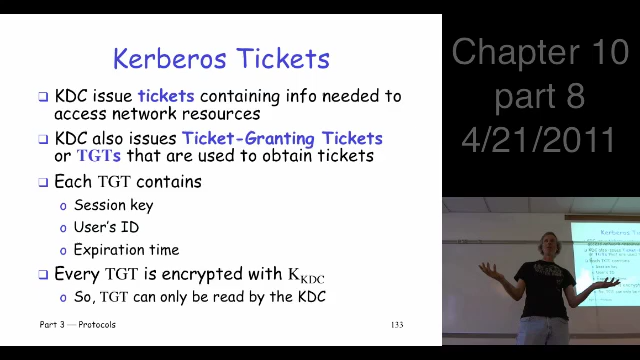 Kerberos Tickets
❑ KDC issue tickets containing info needed to
access network resources
❑ KDC also issues Ticket-Granting Tickets
or TGTs that are used to obtain tickets
❑ Each TGT contains
o Session key
o User's ID
o Expiration time
❑ Every TGT is encrypted with KKDC
o So, TGT can only be read by the KDC
Part 3 — Protocols
133
Chapter 10
part 8
4/21/2011
Kerberos Ti